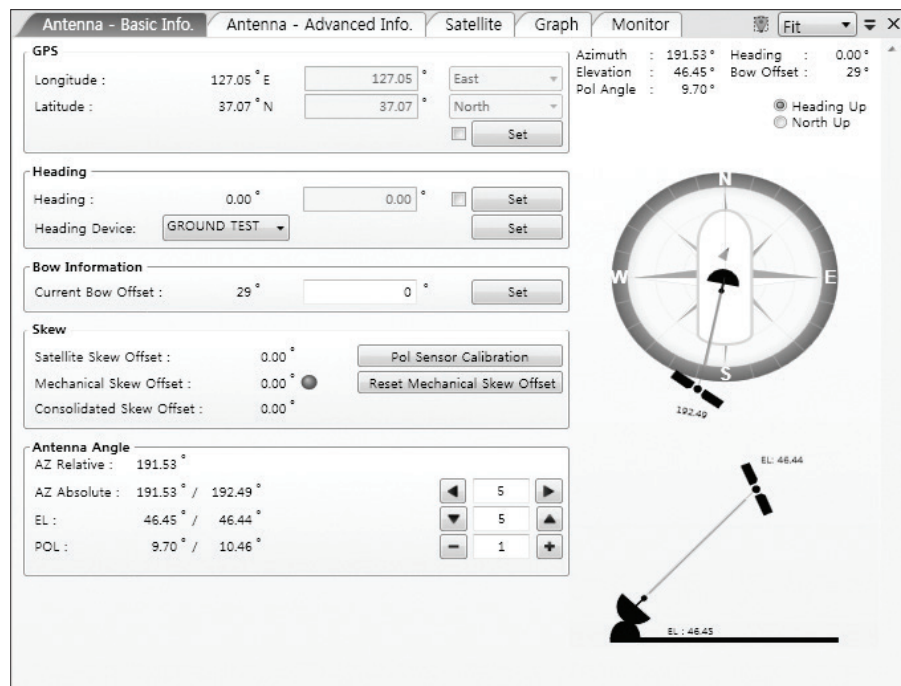 Antenna - Basic Info. Antenna - Advanced Info. Satellite Graph Monitor Fit
GPS
Longitude : 127.05 °E 127.05 ° East
Latitude : 37.07 °N 37.07 ° North
Set
Heading
Heading : 0.00 ° 0.00 ° Set
Heading Device: GROUND TEST Set
Bow Information
Current Bow Offset : 29 ° 0 ° Set
Skew
Satellite Skew Offset : 0.00 ° Pol Sensor Calibration
Mechanical Skew Offset : 0.00 ° Reset Mechanical Skew Offset
Consolidated Skew Offset : 0.00 °
Antenna Angle
AZ Relative : 191.53 °
AZ Absolute : 191.53 ° / 192.49 ° 5
EL : 46.45 ° / 46.44 ° 5
POL : 9.70 ° / 10.46 ° 1
Azimuth : 191.53 ° Heading : 0.00 °
Elevation : 46.45 ° Bow Offset : 29 °
Pol Angle : 9.70 °
Heading Up
North Up
N
W E
S
192.49
EL: 46.44
EL : 46.45